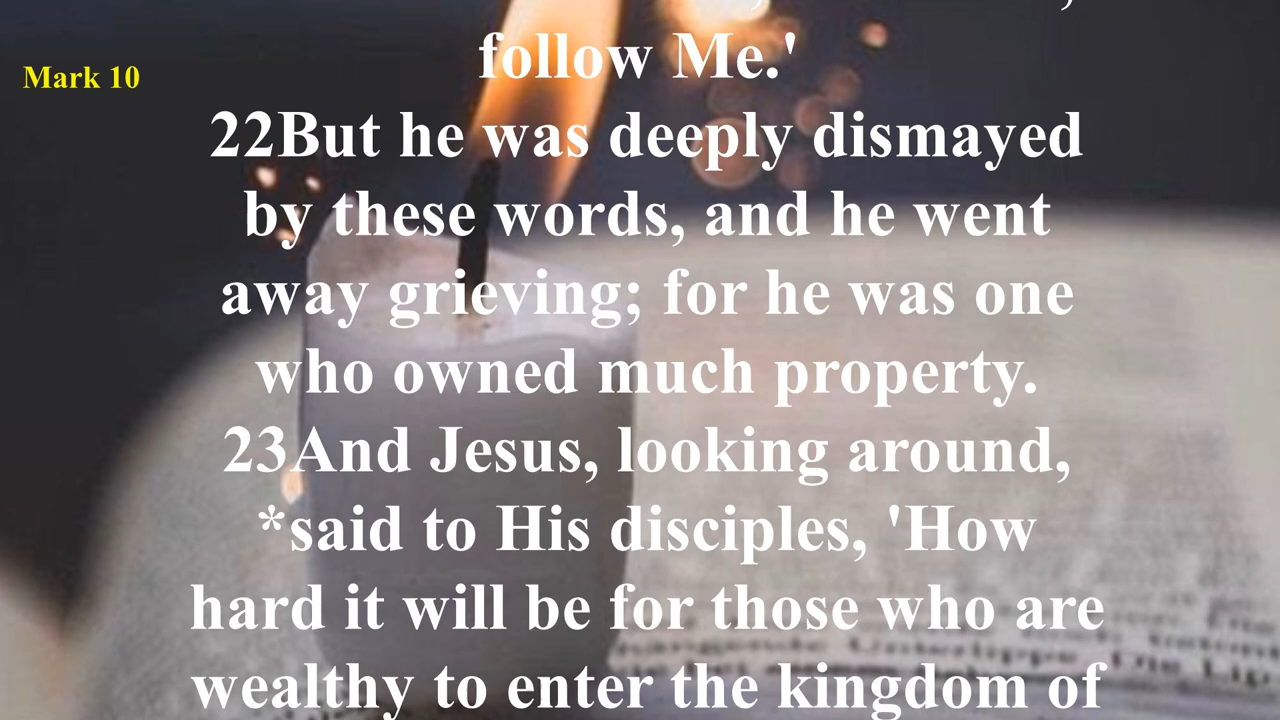 follow Me.'
Mark 10
22But he was deeply dismayed
by these words, and he went
away grieving; for he was one
who owned much property.
23And Jesus, looking around,
*said to His disciples, 'How
hard it will be for those who are
wealthy to enter the kingdom of